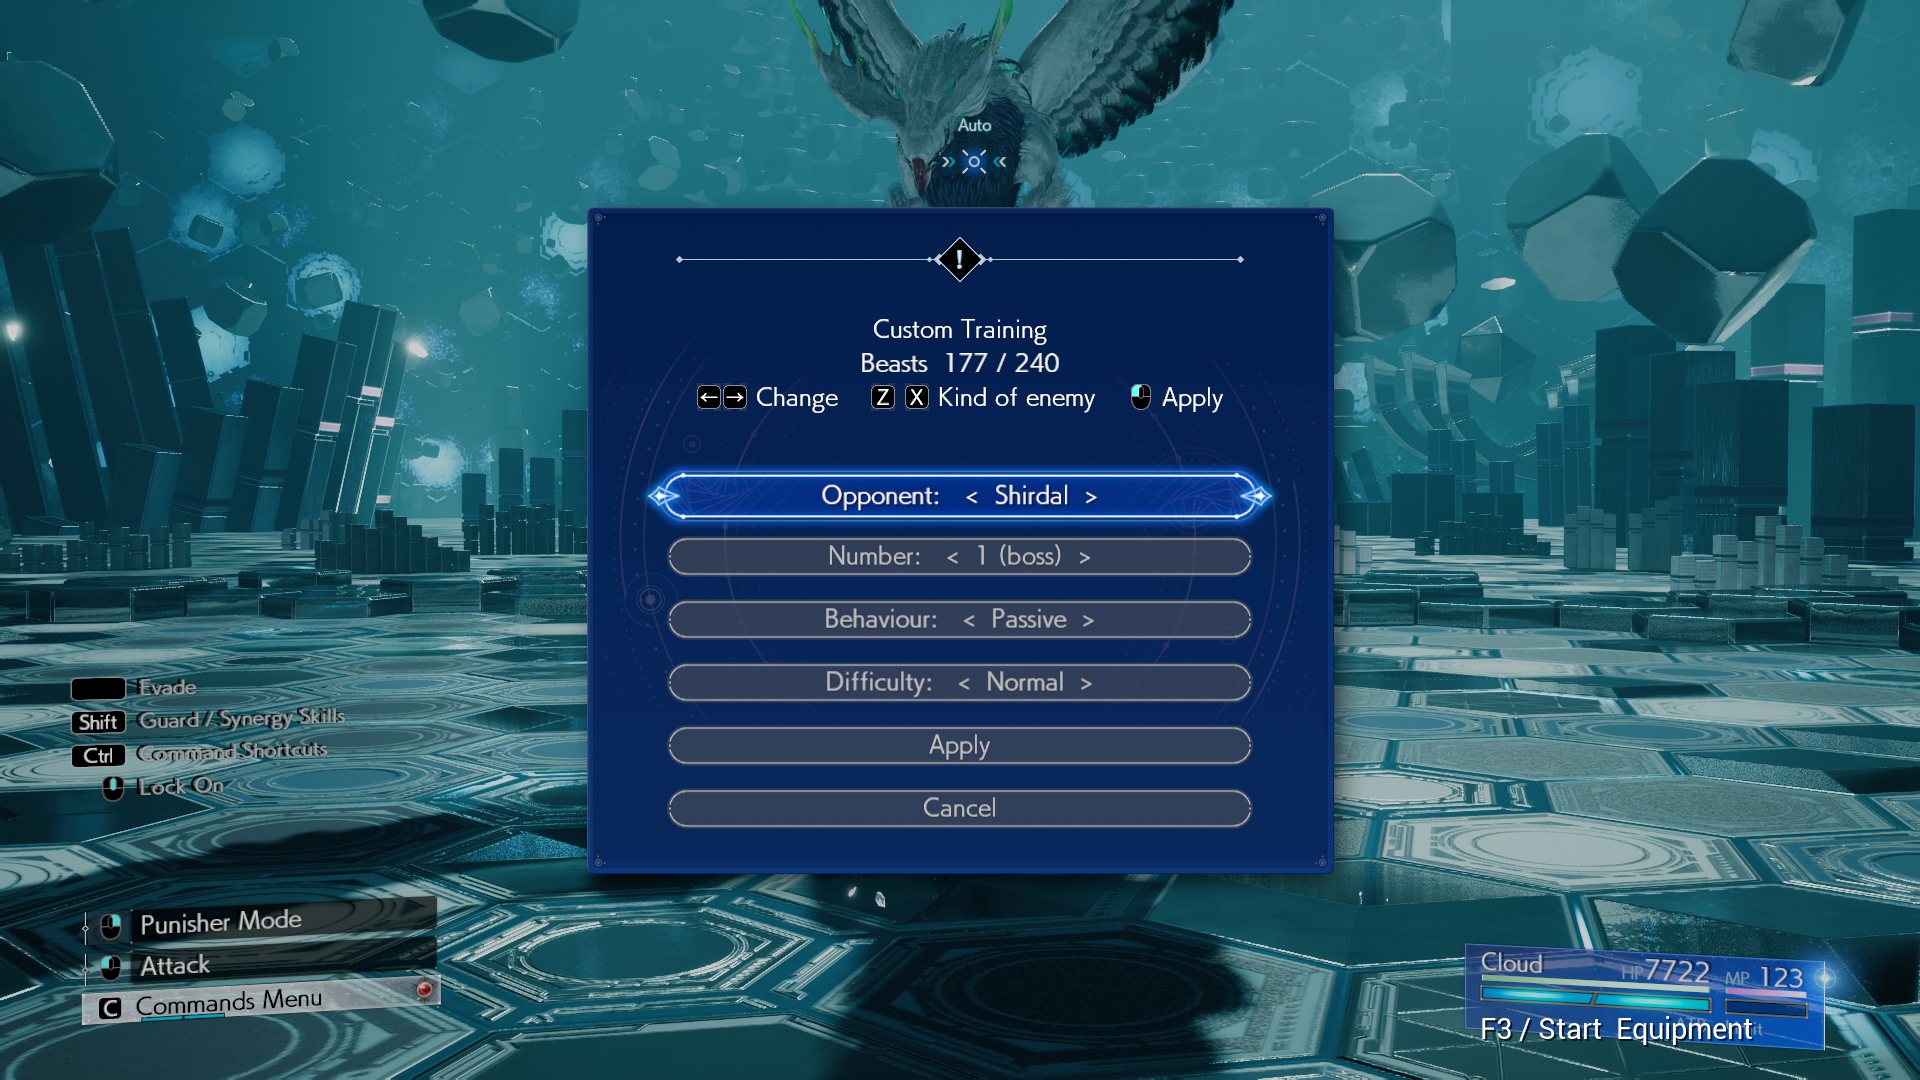 Auto
!
Custom Training
Beasts 177 / 240
←→ Change Z X Kind of enemy Apply
Opponent: < Shirdal >
Number: < 1 (boss) >
Behaviour: < Passive >
Difficulty: < Normal >
Apply
Cancel
Evade
Shift Guard / Synergy Skills
Ctrl Command Shortcuts
Lock On
Punisher Mode
Attack
C Commands Menu
Cloud HP 7722 MP 123
F3 / Start Equipment